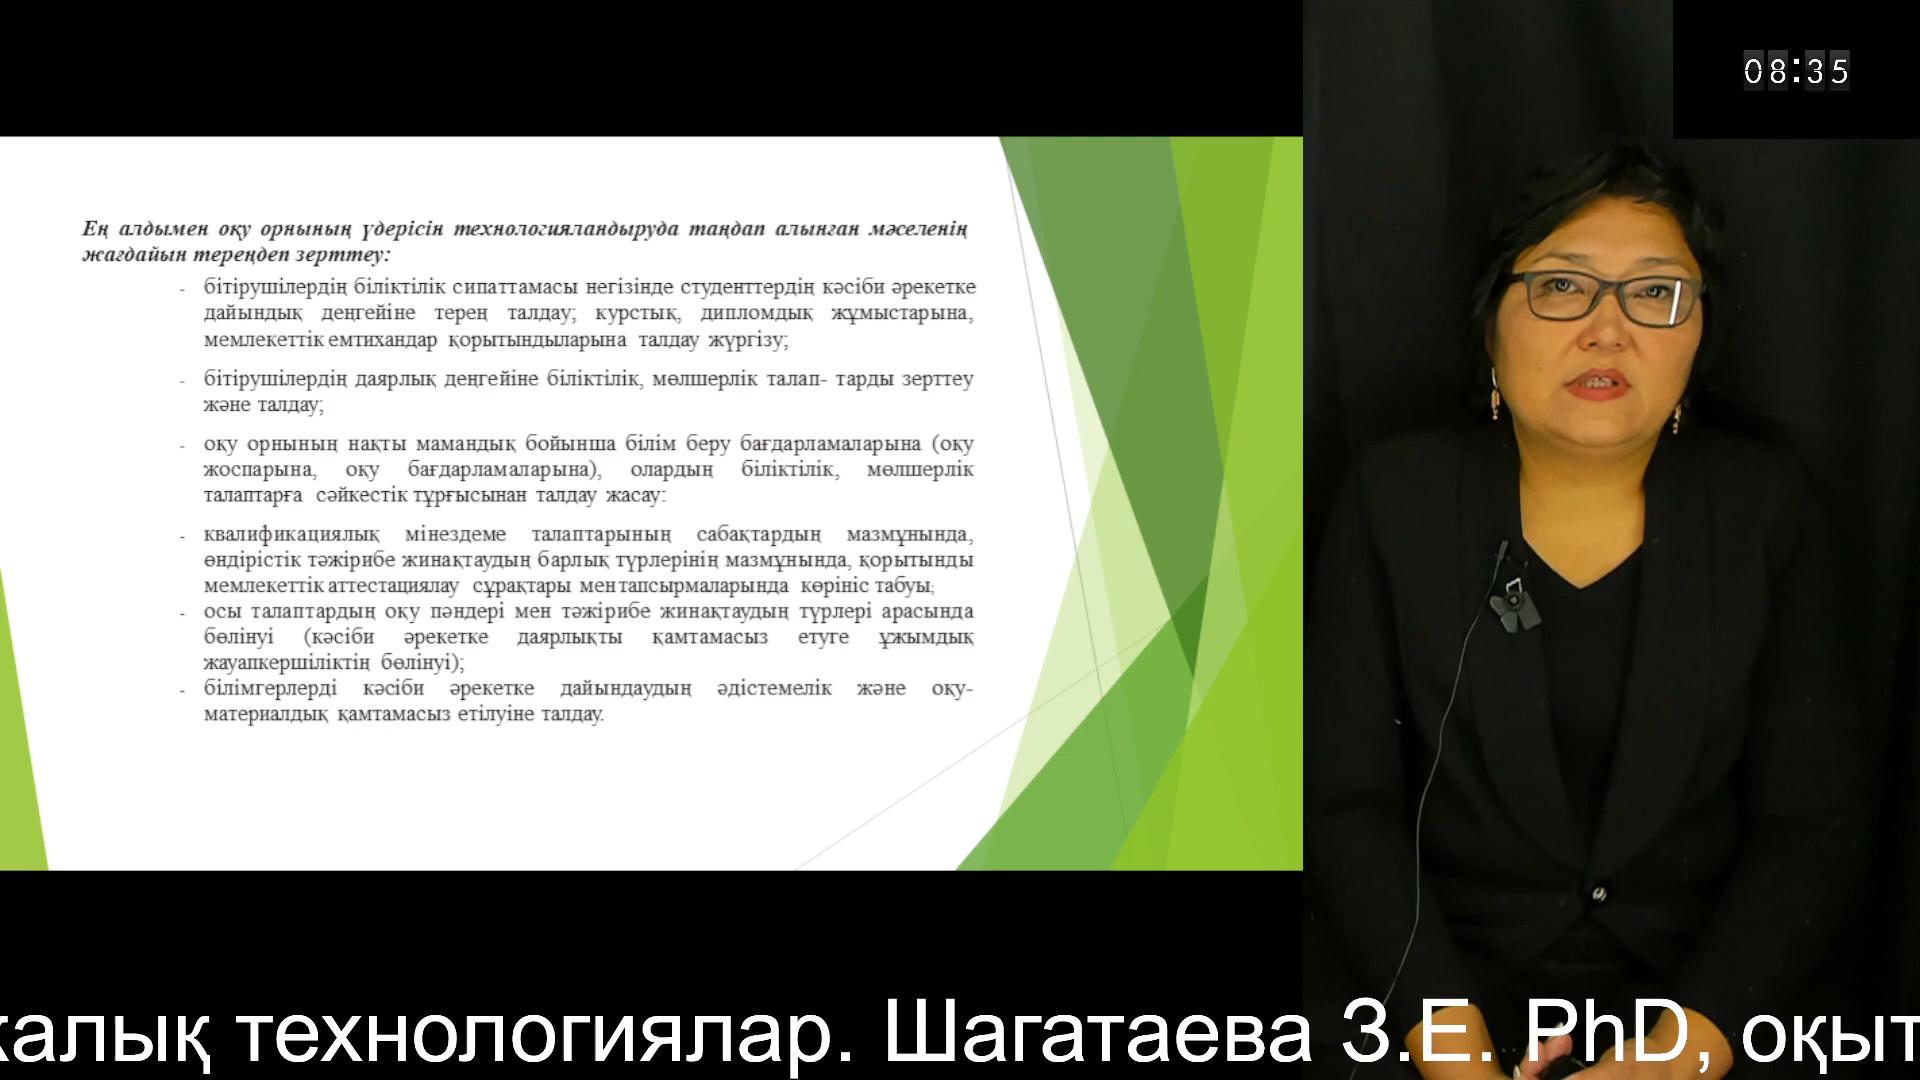 08:35
Ең алдымен оқу орнының үдерісін технологияландыруда таңдап алынған мәселенің
жағдайын тереңдеп зерттеу:
- бітірушілердің біліктілік сипаттамасы негізінде студенттердің кәсіби әрекетке
дайындық деңгейіне терең талдау; курстық, дипломдық жұмыстарына,
мемлекеттік емтихандар қорытындыларына талдау жүргізу;
- бітірушілердің даярлық деңгейіне біліктілік, мөлшерлік талап- тарды зерттеу
және талдау;
- оқу орнының нақты мамандық бойынша білім беру бағдарламаларына (оқу
жоспарына, оқу бағдарламаларына), олардың біліктілік, мөлшерлік
талаптарға сәйкестік тұрғысынан талдау жасау:
- квалификациялық мінездеме талаптарының сабақтардың мазмұнында,
өндірістік тәжірибе жинақтаудың барлық түрлерінің мазмұнында, қорытынды
мемлекеттік аттестациялау сұрақтары мен тапсырмаларында көрініс табуы;
- осы талаптардың оқу пәндері мен тәжірибе жинақтаудың түрлері арасында
бөлінуі (кәсіби әрекетке даярлықты қамтамасыз етуге ұжымдық
жауапкершіліктің бөлінуі);
- білімгерлерді кәсіби әрекетке дайындаудың әдістемелік және оқу-
материалдық қамтамасыз етілуіне талдау.
калық технологиялар. Шагатаева З.Е. PhD, оқыт